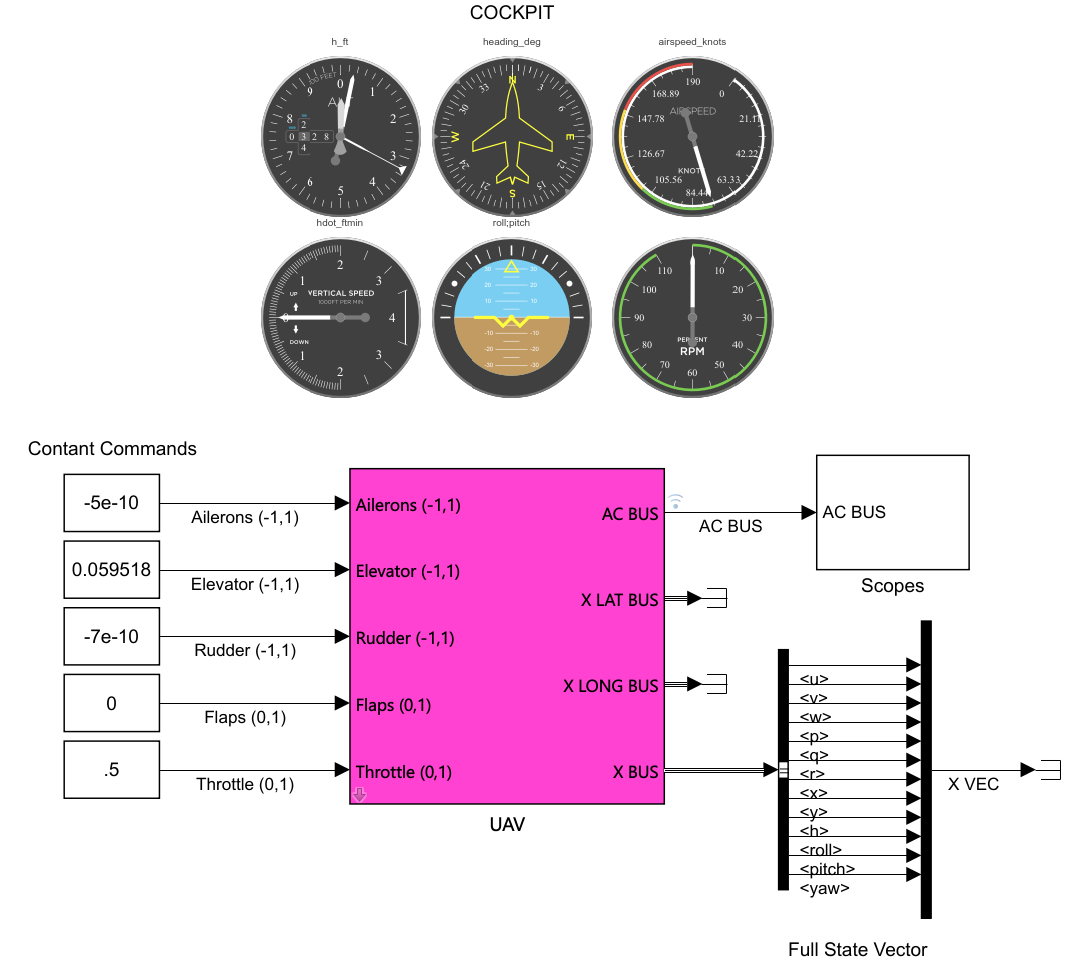 COCKPIT
h_ft
heading_deg
airspeed_knots
100 FEET
0
1
2
3
4
5
6
7
8
9
2
0 3 2 8
4
N
3
6
E
12
15
S
21
24
W
30
33
190
0
21.11
42.22
63.33
84.44
105.56
126.67
147.78
168.89
AIRSPEED
KNOT
hdot_ftmin
roll;pitch
2
1
3
UP
VERTICAL SPEED
1000FT PER MIN
0
4
DOWN
1
3
2
30 30
20 20
10 10
-10 -10
-20 -20
-30 -30
110
10
100
20
90
30
80
40
70
50
60
PERCENT
RPM
Contant Commands
-5e-10
Ailerons (-1,1)
0.059518
Elevator (-1,1)
-7e-10
Rudder (-1,1)
0
Flaps (0,1)
.5
Throttle (0,1)
Ailerons (-1,1)
Elevator (-1,1)
Rudder (-1,1)
Flaps (0,1)
Throttle (0,1)
AC BUS
X LAT BUS
X LONG BUS
X BUS
UAV
AC BUS
AC BUS
Scopes
<u>
<v>
<w>
<p>
<q>
<r>
<x>
<y>
<h>
<roll>
<pitch>
<yaw>
X VEC
Full State Vector